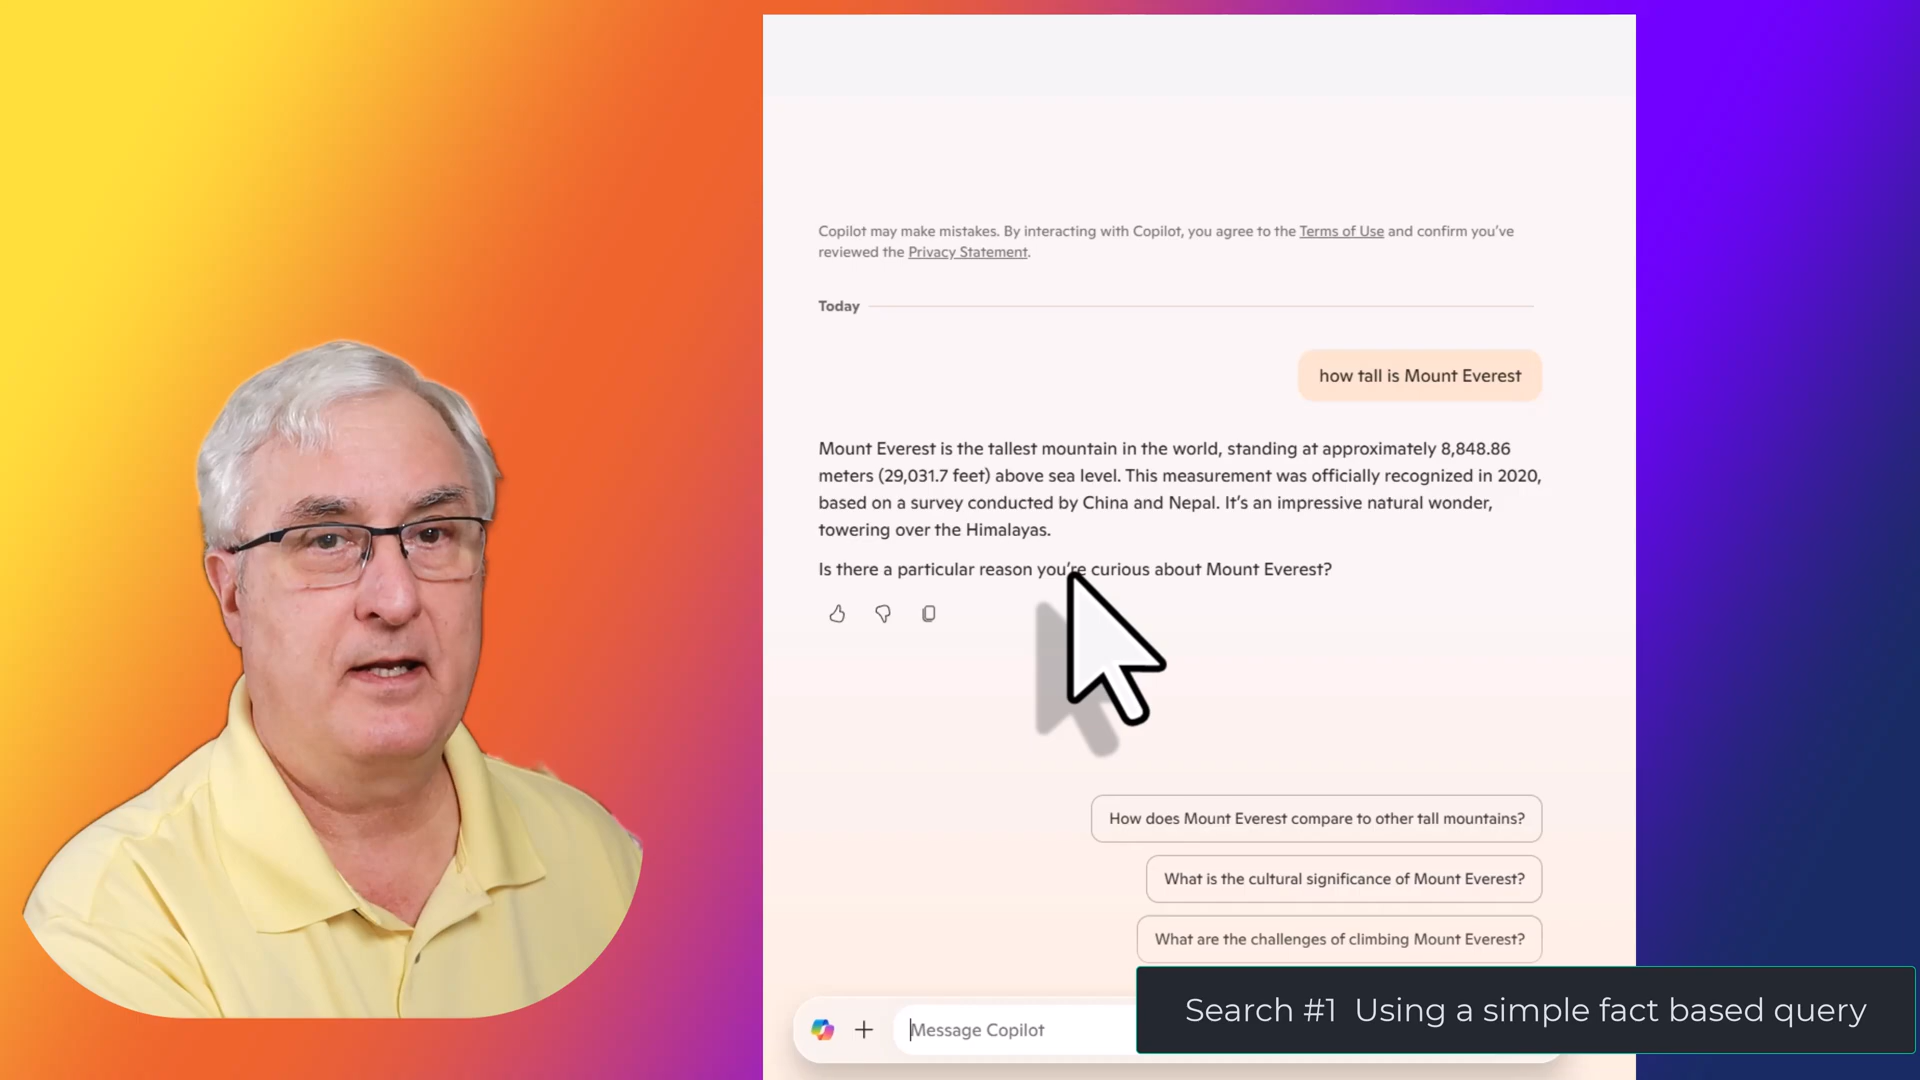 Copilot may make mistakes. By interacting with Copilot, you agree to the Terms of Use and confirm you’ve
reviewed the Privacy Statement.
Today
how tall is Mount Everest
Mount Everest is the tallest mountain in the world, standing at approximately 8,848.86
meters (29,031.7 feet) above sea level. This measurement was officially recognized in 2020,
based on a survey conducted by China and Nepal. It’s an impressive natural wonder,
towering over the Himalayas.
Is there a particular reason you’re curious about Mount Everest?
How does Mount Everest compare to other tall mountains?
What is the cultural significance of Mount Everest?
What are the challenges of climbing Mount Everest?
Message Copilot
Search #1 Using a simple fact based query